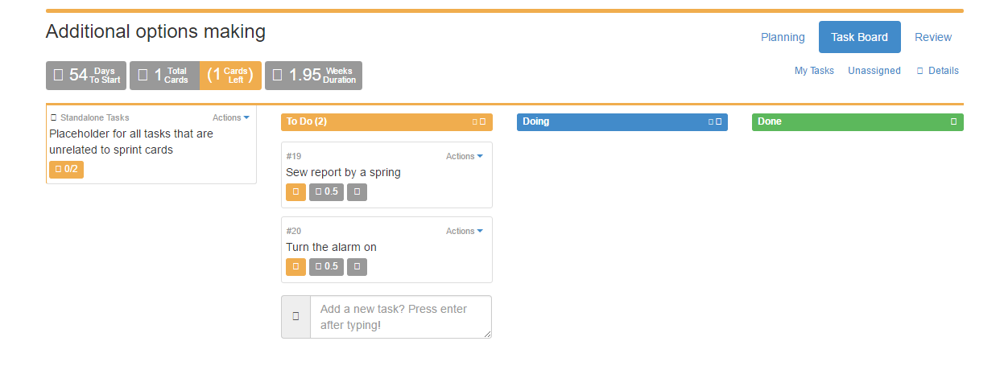 Additional options making
Planning
Task Board
Review
54 Days To Start
1 Total Cards
(1 Cards Left)
1.95 Weeks Duration
My Tasks
Unassigned
Details
Standalone Tasks
Actions
Placeholder for all tasks that are
unrelated to sprint cards
0/2
To Do (2)
#19
Actions
Sew report by a spring
0.5
#20
Actions
Turn the alarm on
0.5
Add a new task? Press enter
after typing!
Doing
Done